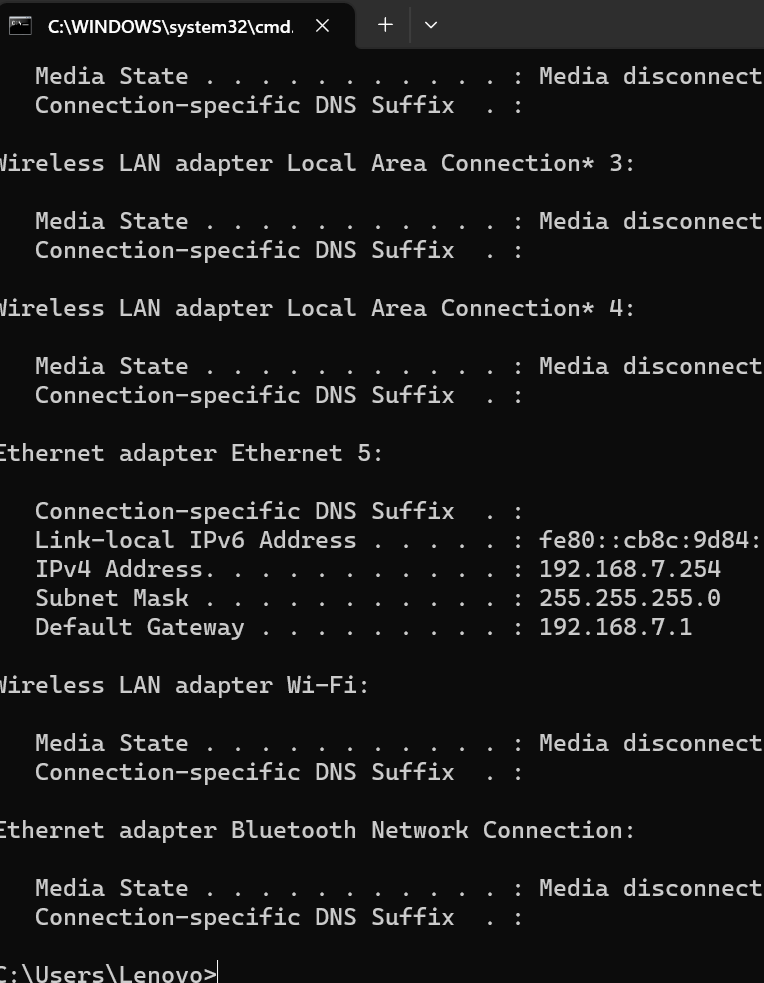 C:\WINDOWS\system32\cmd.
Media State . . . . . . . . . . . : Media disconnect
Connection-specific DNS Suffix  . :
Wireless LAN adapter Local Area Connection* 3:
Media State . . . . . . . . . . . : Media disconnect
Connection-specific DNS Suffix  . :
Wireless LAN adapter Local Area Connection* 4:
Media State . . . . . . . . . . . : Media disconnect
Connection-specific DNS Suffix  . :
Ethernet adapter Ethernet 5:
Connection-specific DNS Suffix  . :
Link-local IPv6 Address . . . . . : fe80::cb8c:9d84:
IPv4 Address. . . . . . . . . . . : 192.168.7.254
Subnet Mask . . . . . . . . . . . : 255.255.255.0
Default Gateway . . . . . . . . . : 192.168.7.1
Wireless LAN adapter Wi-Fi:
Media State . . . . . . . . . . . : Media disconnect
Connection-specific DNS Suffix  . :
Ethernet adapter Bluetooth Network Connection:
Media State . . . . . . . . . . . : Media disconnect
Connection-specific DNS Suffix  . :
C:\Users\Lenovo>